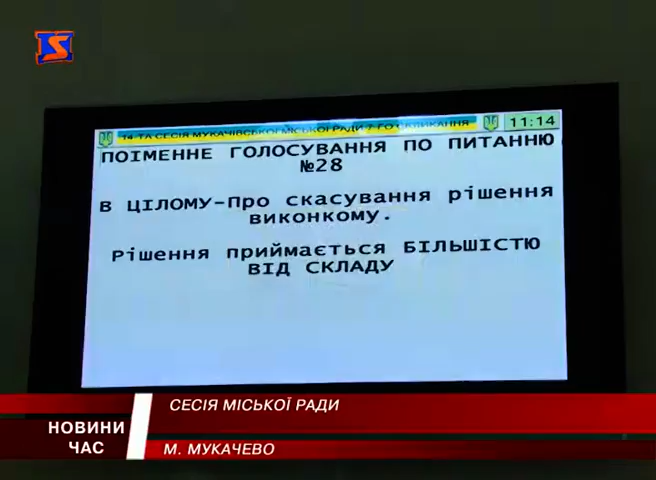 14-ТА СЕСІЯ МУКАЧІВСЬКОЇ МІСЬКОЇ РАДИ 7-ГО СКЛИКАННЯ
11:14
ПОІМЕННЕ ГОЛОСУВАННЯ ПО ПИТАННЮ
№28
В ЦІЛОМУ-Про скасування рішення
виконкому.
Рішення приймається БІЛЬШІСТЮ
ВІД СКЛАДУ
СЕСІЯ МІСЬКОЇ РАДИ
НОВИНИ
ЧАС
М. МУКАЧЕВО